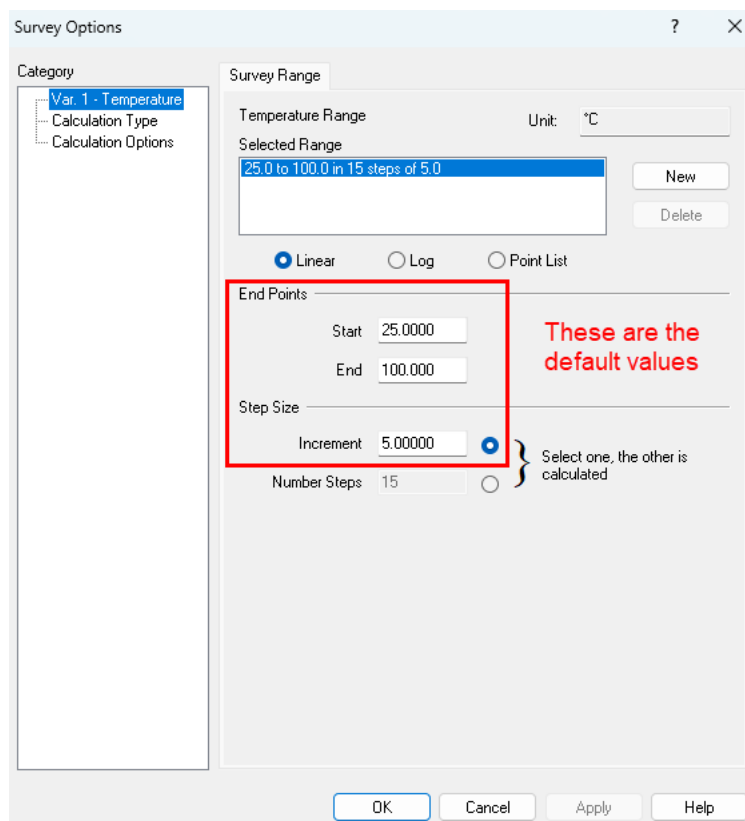 Survey Options
?
Category
Var. 1 - Temperature
Calculation Type
Calculation Options
Survey Range
Temperature Range
Unit: °C
Selected Range
25.0 to 100.0 in 15 steps of 5.0
New
Delete
Linear Log Point List
End Points
Start 25.0000
End 100.000
These are the
default values
Step Size
Increment 5.00000
Number Steps 15
Select one, the other is
calculated
OK Cancel Apply Help